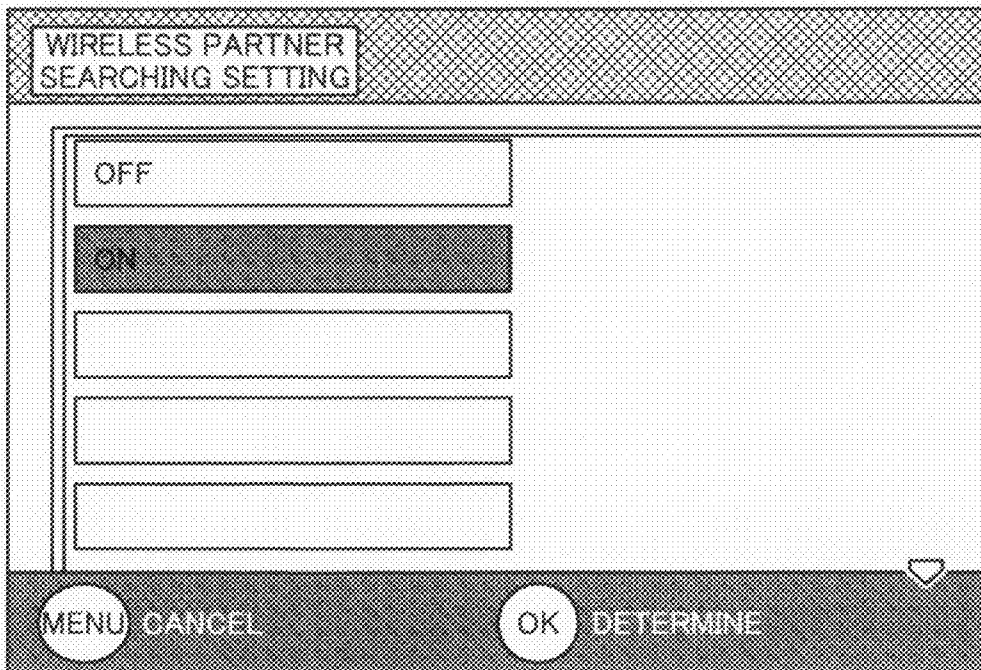 WIRELESS PARTNER
SEARCHING SETTING
OFF
ON
MENU CANCEL OK DETERMINE